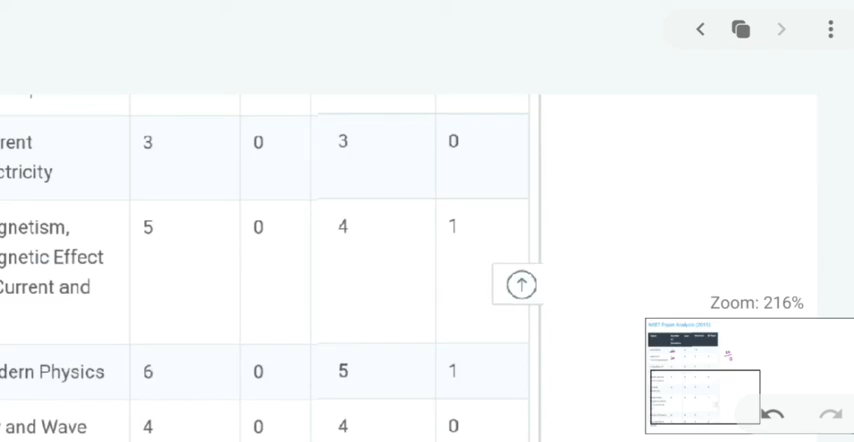 rent 3 0 3 0
ctricity
gnetism, 5 0 4 1
gnetic Effect
Current and
dern Physics 6 0 5 1
and Wave 4 0 4 0
Zoom: 216%